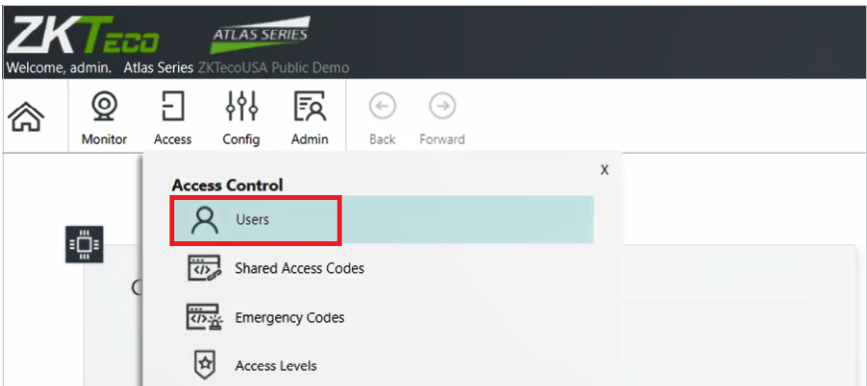 ZKTeco
ATLAS SERIES
Welcome, admin. Atlas Series ZKTecoUSA Public Demo
Monitor Access Config Admin Back Forward
X
Access Control
Users
Shared Access Codes
Emergency Codes
Access Levels